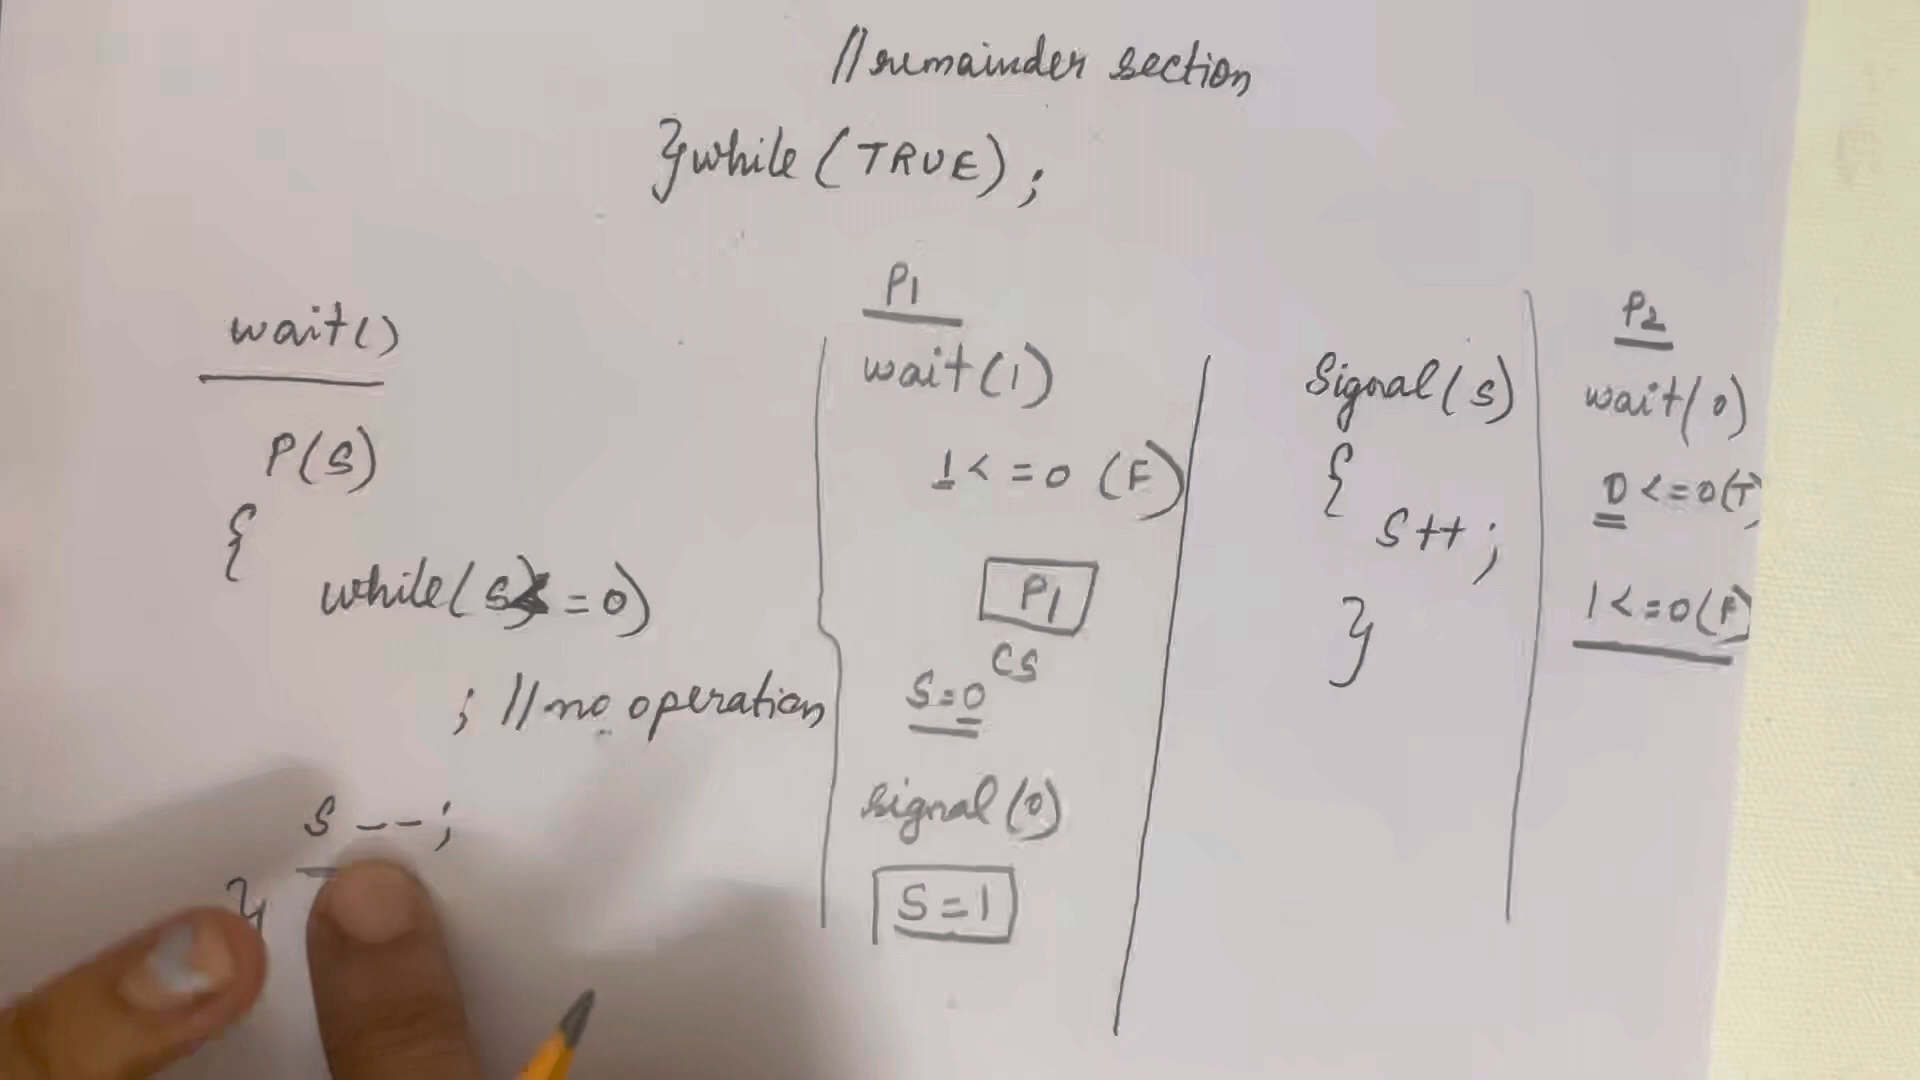 //remainder section
}while(TRUE);
wait()
P(S)
{
while(S<=0)
; //no operation
S--;
}
P1
wait(1)
1<=0 (F)
P1
CS
S=0
signal(0)
S=1
Signal(S)
{
S++;
}
P2
wait(0)
0<=0(T)
1<=0(F)